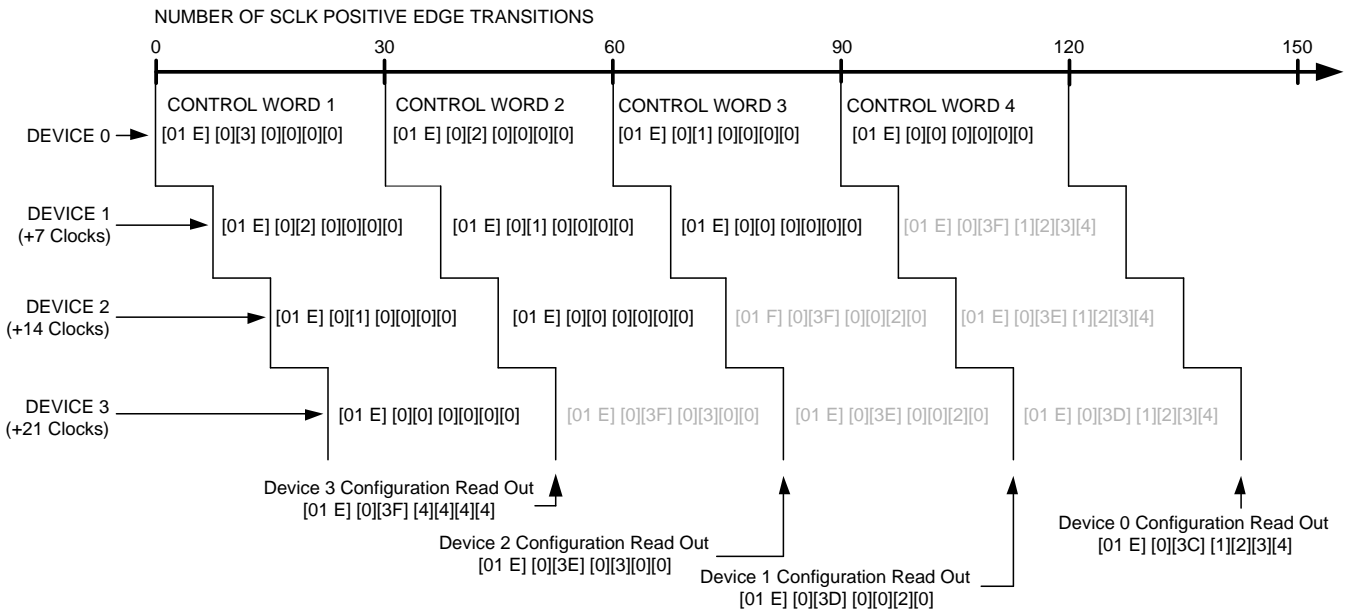 NUMBER OF SCLK POSITIVE EDGE TRANSITIONS
0 30 60 90 120 150
CONTROL WORD 1 CONTROL WORD 2 CONTROL WORD 3 CONTROL WORD 4
DEVICE 0 [01 E] [0][3] [0][0][0][0] [01 E] [0][2] [0][0][0][0] [01 E] [0][1] [0][0][0][0] [01 E] [0][0] [0][0][0][0]
DEVICE 1
(+7 Clocks)
[01 E] [0][2] [0][0][0][0] [01 E] [0][1] [0][0][0][0] [01 E] [0][0] [0][0][0][0] [01 E] [0][3F] [1][2][3][4]
DEVICE 2
(+14 Clocks)
[01 E] [0][1] [0][0][0][0] [01 E] [0][0] [0][0][0][0] [01 F] [0][3F] [0][0][2][0] [01 E] [0][3E] [1][2][3][4]
DEVICE 3
(+21 Clocks)
[01 E] [0][0] [0][0][0][0] [01 E] [0][3F] [0][3][0][0] [01 E] [0][3E] [0][0][2][0] [01 E] [0][3D] [1][2][3][4]
Device 3 Configuration Read Out
[01 E] [0][3F] [4][4][4][4]
Device 2 Configuration Read Out
[01 E] [0][3E] [0][3][0][0]
Device 1 Configuration Read Out
[01 E] [0][3D] [0][0][2][0]
Device 0 Configuration Read Out
[01 E] [0][3C] [1][2][3][4]